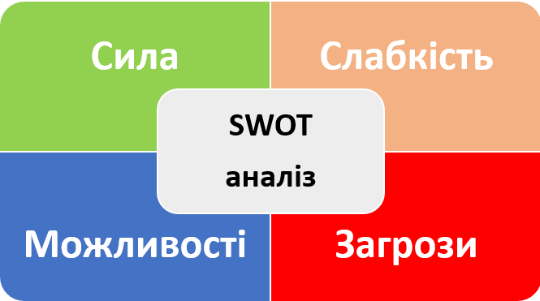 Сила
Слабкість
SWOT
аналіз
Можливості
Загрози